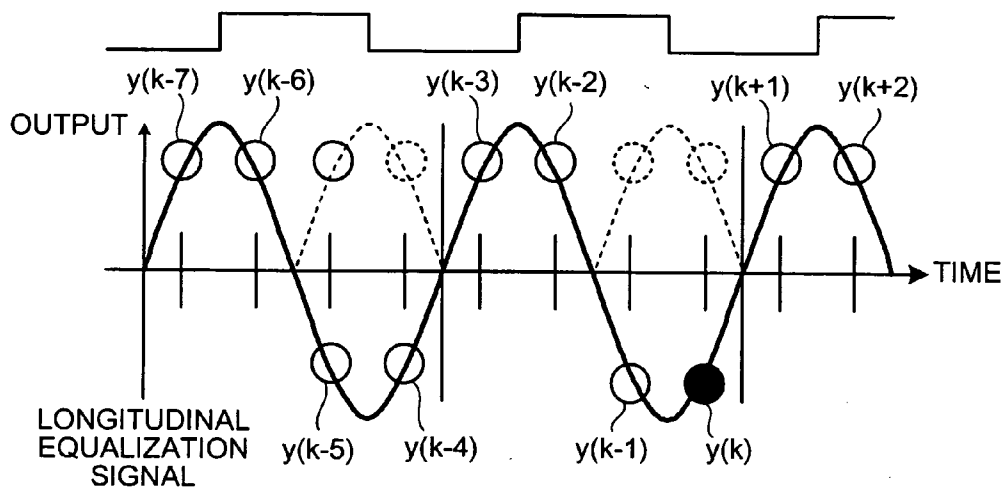 y(k-7)
y(k-6)
y(k-3)
y(k-2)
y(k+1)
y(k+2)
OUTPUT
TIME
LONGITUDINAL
EQUALIZATION
SIGNAL
y(k-5)
y(k-4)
y(k-1)
y(k)